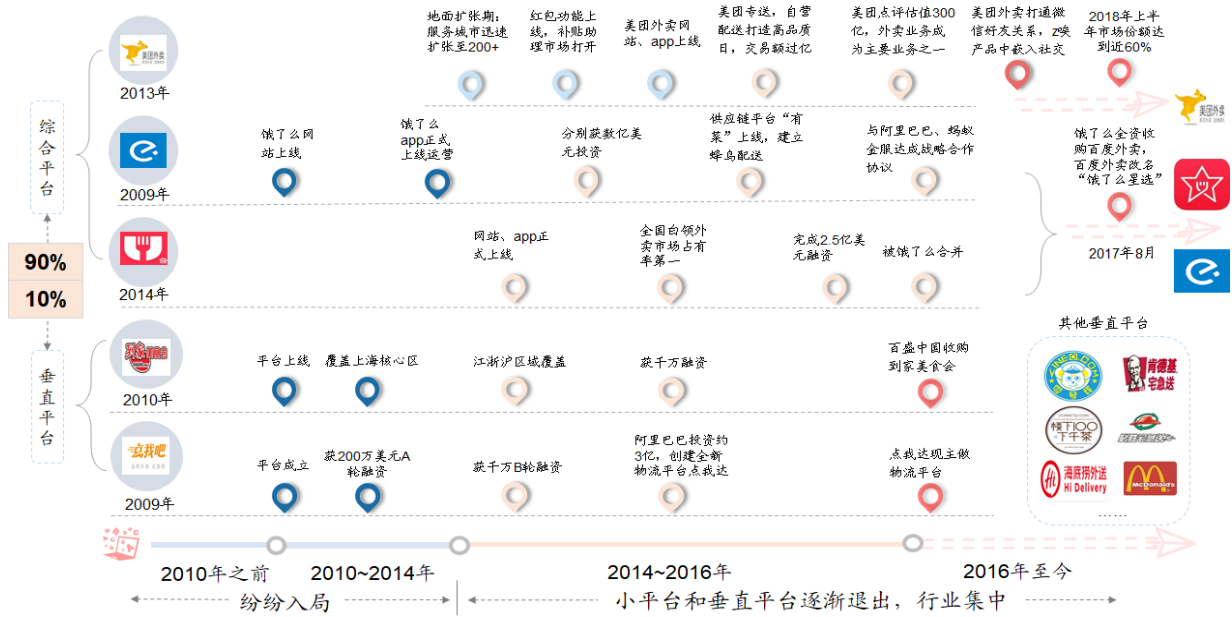 地面扩张期：
服务城市迅速
扩张至200+
红包功能上
线，补贴助
理市场打开
美团外卖网
站、app上线
美团专送，自营
配送打造高品质
日，交易额过亿
美团点评估值300
亿，外卖业务成
为主要业务之一
美团外卖打通微
信好友关系，z唤
产品中嵌入社交
2018年上半
年市场份额达
到近60%
美团外卖
2013年
美团外卖
综合平台
饿了么网
站上线
饿了么
app正式
上线运营
分别获数亿美
元投资
供应链平台“有
菜”上线，建立
蜂鸟配送
与阿里巴巴、蚂蚁
金服达成战略合作
协议
饿了么全资收
购百度外卖，
百度外卖改名
“饿了么星选”
2009年
网站、app正
式上线
全国白领外
卖市场占有
率第一
完成2.5亿美
元融资
被饿了么合并
2017年8月
2014年
90%
10%
垂直平台
平台上线
覆盖上海核心区
江浙沪区域覆盖
获千万融资
百盛中国收购
到家美食会
2010年
点我吧
平台成立
获200万美元A
轮融资
获千万B轮融资
阿里巴巴投资约
3亿，创建全新
物流平台点我达
点我达现主做
物流平台
2009年
其他垂直平台
肯德基
宅急送
楼下100
下午茶
海底捞外送
Hi Delivery
McDonald's
……
2010年之前
2010~2014年
2014~2016年
2016年至今
纷纷入局
小平台和垂直平台逐渐退出，行业集中